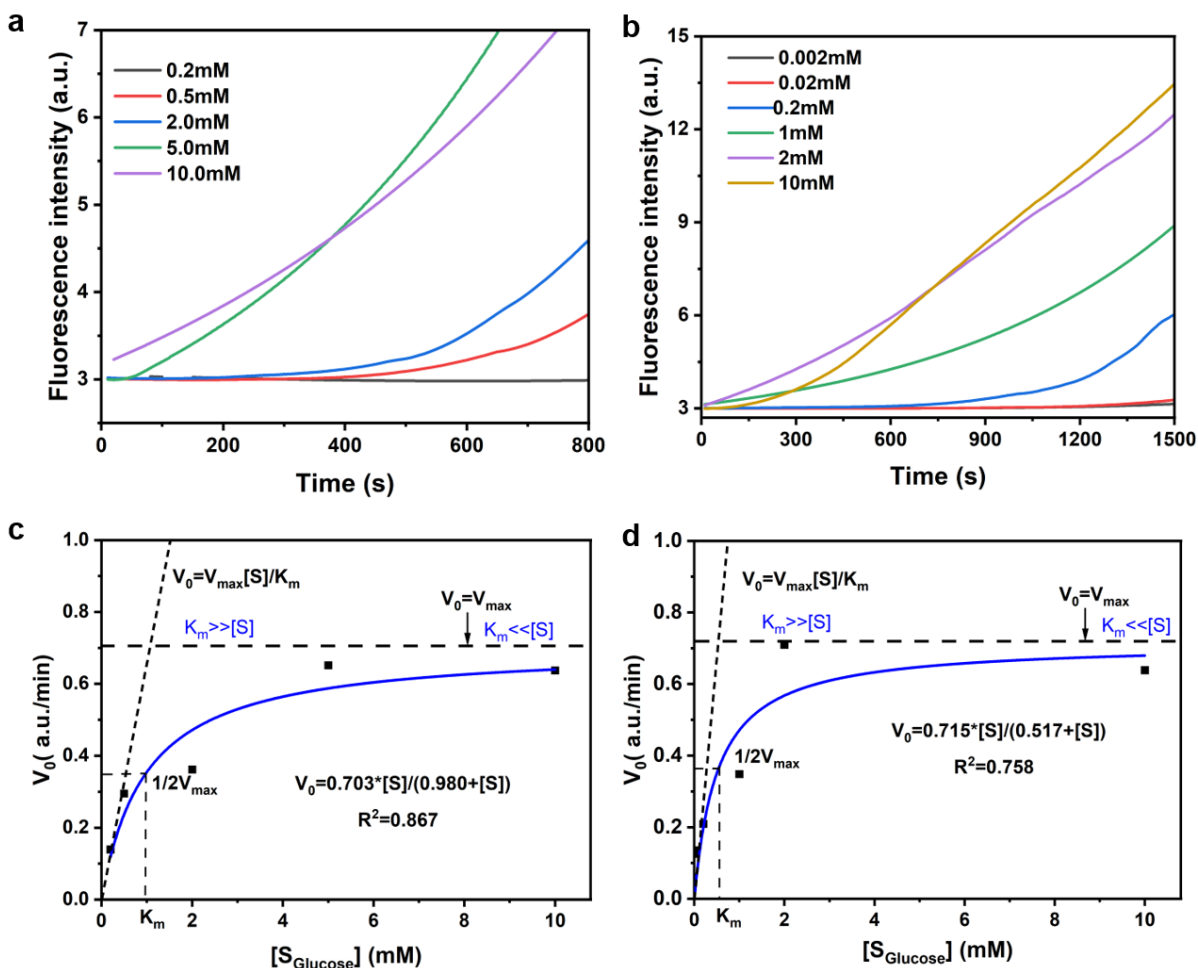 a
Fluorescence intensity (a.u.)
7
6
5
4
3
0.2mM
0.5mM
2.0mM
5.0mM
10.0mM
0
200
400
600
800
Time (s)
b
Fluorescence intensity (a.u.)
15
12
9
6
3
0.002mM
0.02mM
0.2mM
1mM
2mM
10mM
0
300
600
900
1200
1500
Time (s)
c
V0( a.u./min)
1.0
0.8
0.6
0.4
0.2
0.0
V0=Vmax[S]/Km
V0=Vmax
Km>>[S]
Km<<[S]
1/2Vmax
V0=0.703*[S]/(0.980+[S])
R2=0.867
0
Km
2
4
6
8
10
[SGlucose] (mM)
d
V0( a.u./min)
1.0
0.8
0.6
0.4
0.2
0.0
V0=Vmax[S]/Km
V0=Vmax
Km>>[S]
Km<<[S]
1/2Vmax
V0=0.715*[S]/(0.517+[S])
R2=0.758
0
Km
2
4
6
8
10
[SGlucose] (mM)